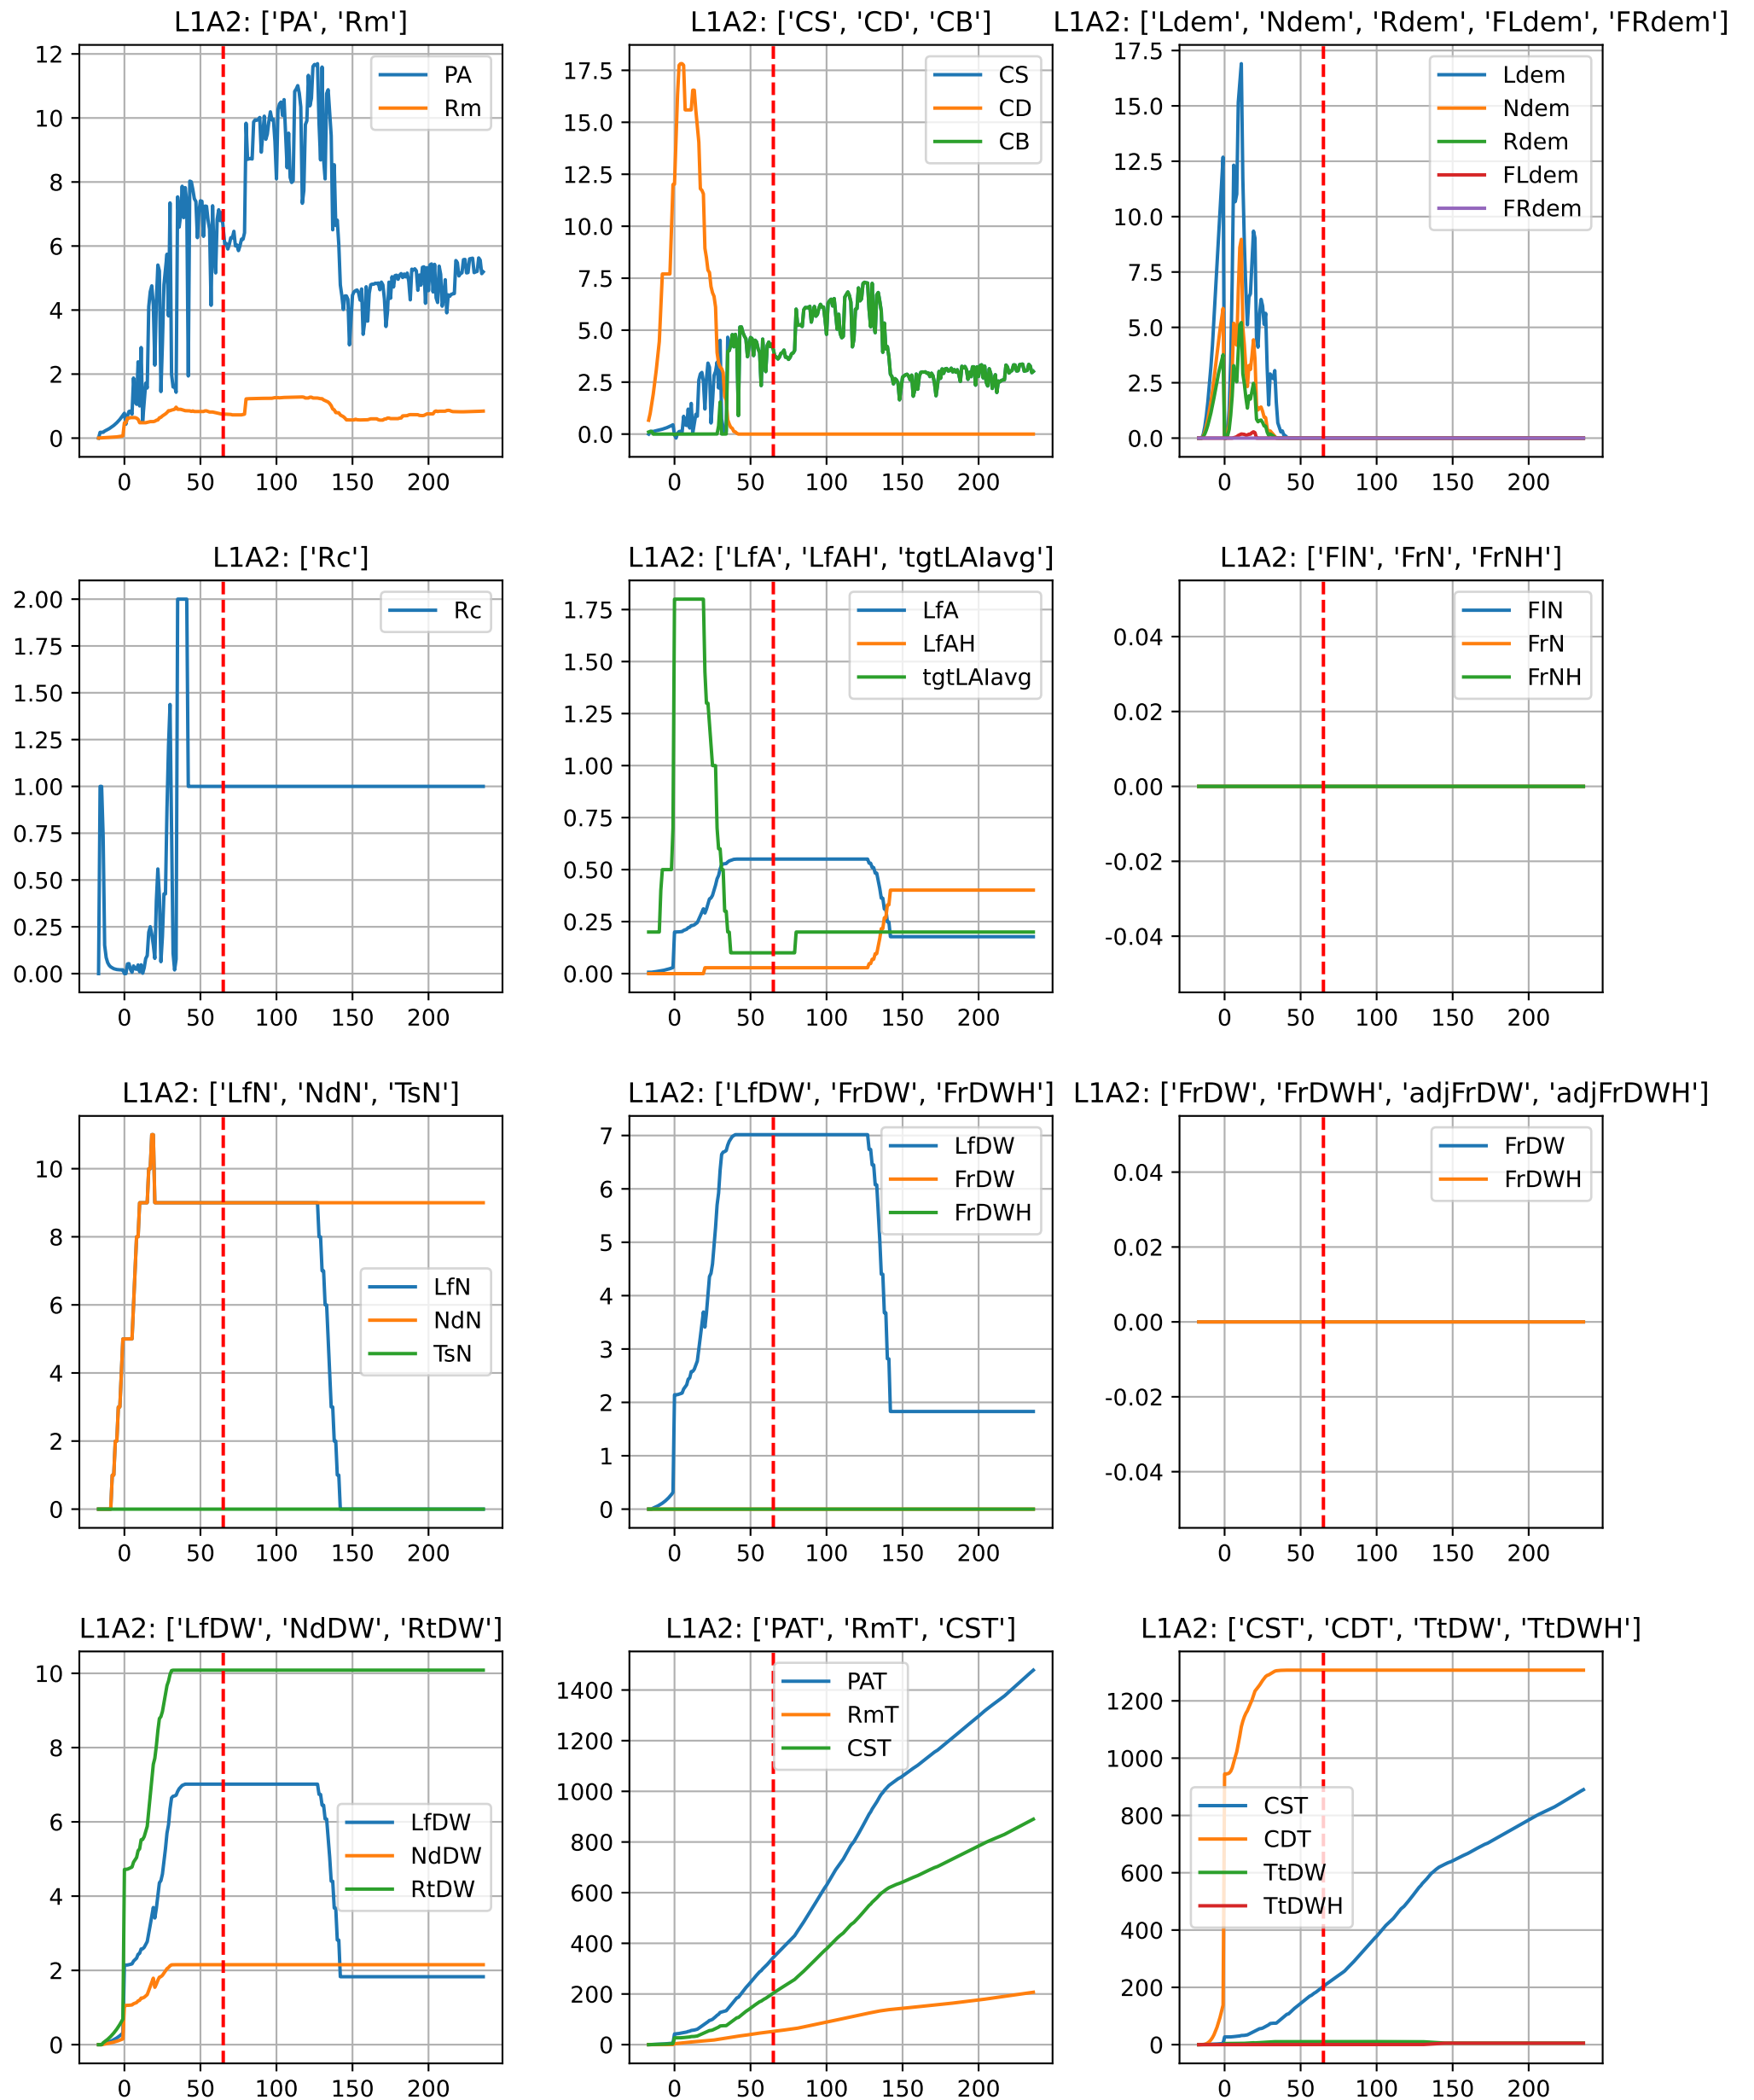 L1A2: ['PA', 'Rm']
12
10
8
6
4
2
0
0 50 100 150 200
PA
Rm
L1A2: ['CS', 'CD', 'CB']
17.5
15.0
12.5
10.0
7.5
5.0
2.5
0.0
0 50 100 150 200
CS
CD
CB
L1A2: ['Ldem', 'Ndem', 'Rdem', 'FLdem', 'FRdem']
17.5
15.0
12.5
10.0
7.5
5.0
2.5
0.0
0 50 100 150 200
Ldem
Ndem
Rdem
FLdem
FRdem
L1A2: ['Rc']
2.00
1.75
1.50
1.25
1.00
0.75
0.50
0.25
0.00
0 50 100 150 200
Rc
L1A2: ['LfA', 'LfAH', 'tgtLAIavg']
1.75
1.50
1.25
1.00
0.75
0.50
0.25
0.00
0 50 100 150 200
LfA
LfAH
tgtLAIavg
L1A2: ['FlN', 'FrN', 'FrNH']
0.04
0.02
0.00
-0.02
-0.04
0 50 100 150 200
FlN
FrN
FrNH
L1A2: ['LfN', 'NdN', 'TsN']
10
8
6
4
2
0
0 50 100 150 200
LfN
NdN
TsN
L1A2: ['LfDW', 'FrDW', 'FrDWH']
7
6
5
4
3
2
1
0
0 50 100 150 200
LfDW
FrDW
FrDWH
L1A2: ['FrDW', 'FrDWH', 'adjFrDW', 'adjFrDWH']
0.04
0.02
0.00
-0.02
-0.04
0 50 100 150 200
FrDW
FrDWH
L1A2: ['LfDW', 'NdDW', 'RtDW']
10
8
6
4
2
0
0 50 100 150 200
LfDW
NdDW
RtDW
L1A2: ['PAT', 'RmT', 'CST']
1400
1200
1000
800
600
400
200
0
0 50 100 150 200
PAT
RmT
CST
L1A2: ['CST', 'CDT', 'TtDW', 'TtDWH']
1200
1000
800
600
400
200
0
0 50 100 150 200
CST
CDT
TtDW
TtDWH